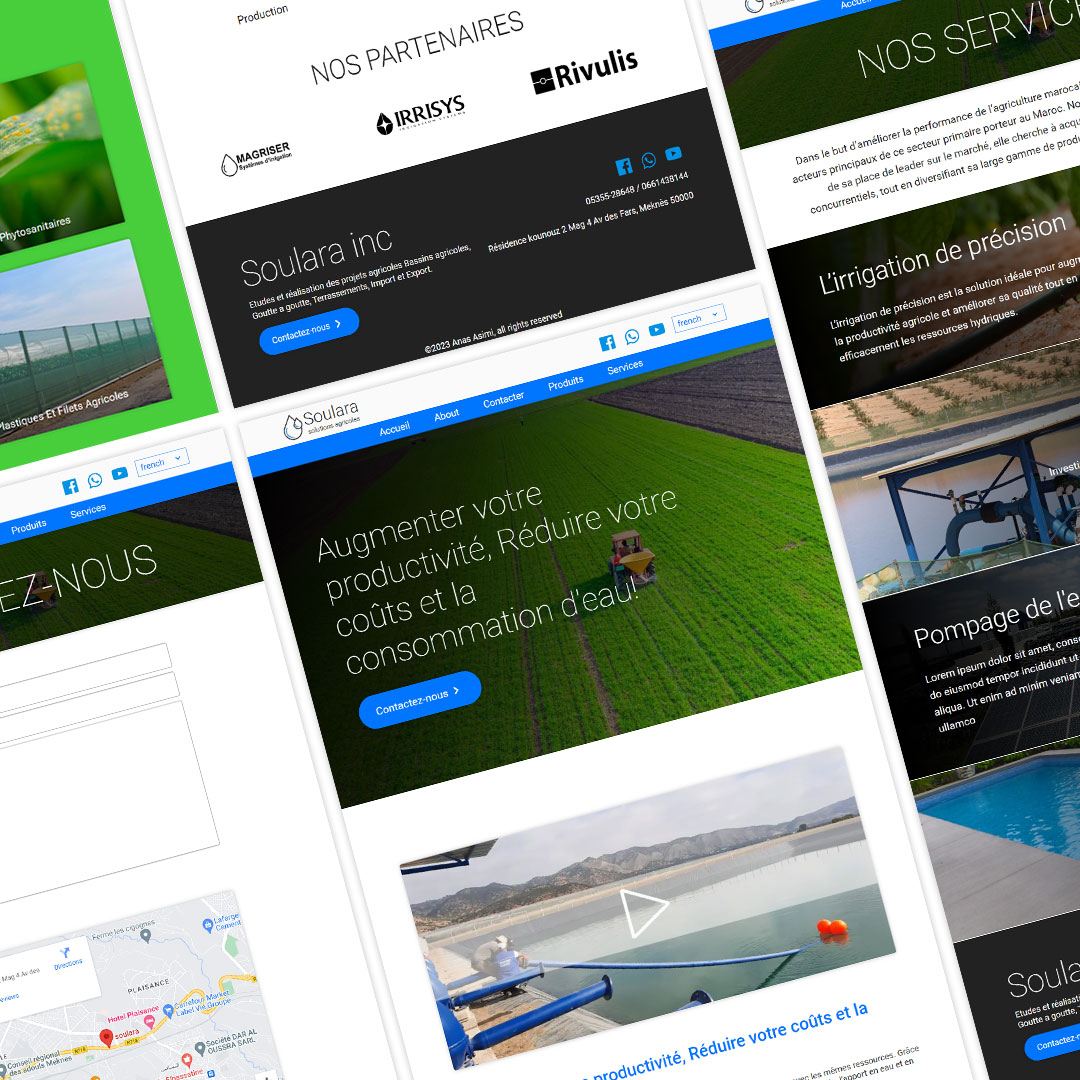 Phytosanitaires
Plastiques Et Filets Agricoles
french
Produits
Services
EZ-NOUS
Ferme les cigognes
Lafarge
Cement
Mag 4 Av des
Directions
PLAISANCE
Hotel Plaisance
Carrefour Market
Label Vie Groupe
soulara
Conseil régional
des adouls Meknes
Société DAR AL
OUSSRA SARL
Production
NOS PARTENAIRES
MAGRISER
Systèmes d'irrigation
IRRISYS
IRRIGATION SYSTEMS
Rivulis
05355-28648 / 0661438144
Résidence kounouz 2 Mag 4 Av des Fars, Meknès 50000
Soulara inc
Etudes et réalisation des projets agricoles Bassins agricoles,
Goutte a goutte, Terrassements, Import et Export.
Contactez-nous
©2023 Anas Asimi, all rights reserved
french
Soulara
solutions agricoles
Accueil
About
Contacter
Produits
Services
Augmenter votre
productivité, Réduire votre
coûts et la
consommation d'eau!
Contactez-nous
productivité, Réduire votre coûts et la
les mêmes ressources. Grâce
l'apport en eau et en
Accueil
NOS SERVIC
Dans le but d'améliorer la performance de l'agriculture maroca
acteurs principaux de ce secteur primaire porteur au Maroc. No
de sa place de leader sur le marché, elle cherche à acqu
concurrentiels, tout en diversifiant sa large gamme de produ
L'irrigation de précision
L'irrigation de précision est la solution idéale pour augm
la productivité agricole et améliorer sa qualité tout en
efficacement les ressources hydriques.
Investi
Pompage de l'e
Lorem ipsum dolor sit amet, cons
do eiusmod tempor incididunt ut
aliqua. Ut enim ad minim veniam
ullamco
Soula
Etudes et réalisat
Goutte a goutte,
Contactez-n